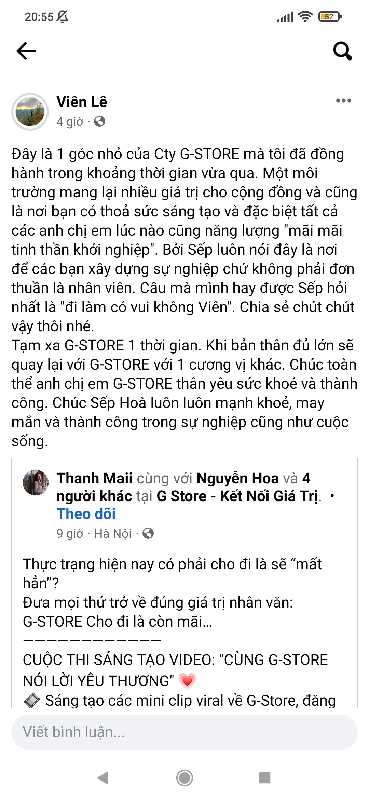 20:55
57
Viên Lê
4 giờ ·
Đây là 1 góc nhỏ của Cty G-STORE mà tôi đã đồng
hành trong khoảng thời gian vừa qua. Một môi
trường mang lại nhiều giá trị cho cộng đồng và cũng
là nơi bạn có thoả sức sáng tạo và đặc biệt tất cả
các anh chị em lúc nào cũng năng lượng "mãi mãi
tinh thần khởi nghiệp". Bởi Sếp luôn nói đây là nơi
để các bạn xây dựng sự nghiệp chứ không phải đơn
thuần là nhân viên. Câu mà mình hay được Sếp hỏi
nhất là "đi làm có vui không Viên". Chia sẻ chút chút
vậy thôi nhé.
Tạm xa G-STORE 1 thời gian. Khi bản thân đủ lớn sẽ
quay lại với G-STORE với 1 cương vị khác. Chúc toàn
thể anh chị em G-STORE thân yêu sức khoẻ và thành
công. Chúc Sếp Hoà luôn luôn mạnh khoẻ, may
mắn và thành công trong sự nghiệp cũng như cuộc
sống.
Thanh Maii cùng với Nguyễn Hoa và 4
người khác tại G Store - Kết Nối Giá Trị. •
Theo dõi
9 giờ · Hà Nội ·
Thực trạng hiện nay có phải cho đi là sẽ “mất
hẳn”?
Đưa mọi thứ trở về đúng giá trị nhân văn:
G-STORE Cho đi là còn mãi...
————————————
CUỘC THI SÁNG TẠO VIDEO: "CÙNG G-STORE
NÓI LỜI YÊU THƯƠNG" ❤️
Sáng tạo các mini clip viral về G-Store, đăng
Viết bình luận...